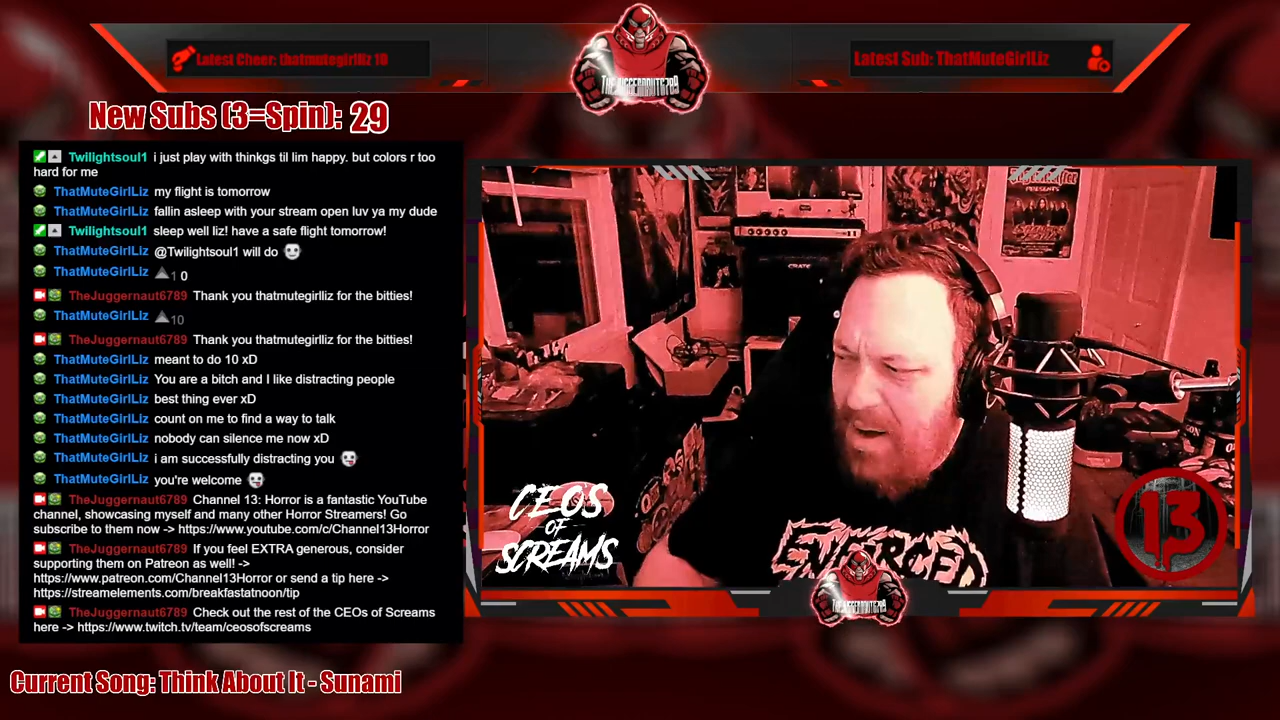 Latest Cheer: thatmutegirlliz 10
THEJUGGERNAUT6789
Latest Sub: ThatMuteGirlLiz
New Subs (3=Spin): 29
Twilightsoul1 i just play with thinkgs til lim happy. but colors r too
hard for me
ThatMuteGirlLiz my flight is tomorrow
ThatMuteGirlLiz fallin asleep with your stream open luv ya my dude
Twilightsoul1 sleep well liz! have a safe flight tomorrow!
ThatMuteGirlLiz @Twilightsoul1 will do
ThatMuteGirlLiz 1 0
TheJuggernaut6789 Thank you thatmutegirlliz for the bitties!
ThatMuteGirlLiz 10
TheJuggernaut6789 Thank you thatmutegirlliz for the bitties!
ThatMuteGirlLiz meant to do 10 xD
ThatMuteGirlLiz You are a bitch and I like distracting people
ThatMuteGirlLiz best thing ever xD
ThatMuteGirlLiz count on me to find a way to talk
ThatMuteGirlLiz nobody can silence me now xD
ThatMuteGirlLiz i am successfully distracting you
ThatMuteGirlLiz you're welcome
TheJuggernaut6789 Channel 13: Horror is a fantastic YouTube
channel, showcasing myself and many other Horror Streamers! Go
subscribe to them now -> https://www.youtube.com/c/Channel13Horror
TheJuggernaut6789 If you feel EXTRA generous, consider
supporting them on Patreon as well! ->
https://www.patreon.com/Channel13Horror or send a tip here ->
https://streamelements.com/breakfastatnoon/tip
TheJuggernaut6789 Check out the rest of the CEOs of Screams
here -> https://www.twitch.tv/team/ceosofscreams
Current Song: Think About It - Sunami
PRESENTS
CRATE
CEOS
OF
SCREAMS
ENFORCED
13
THEJUGGERNAUT6789